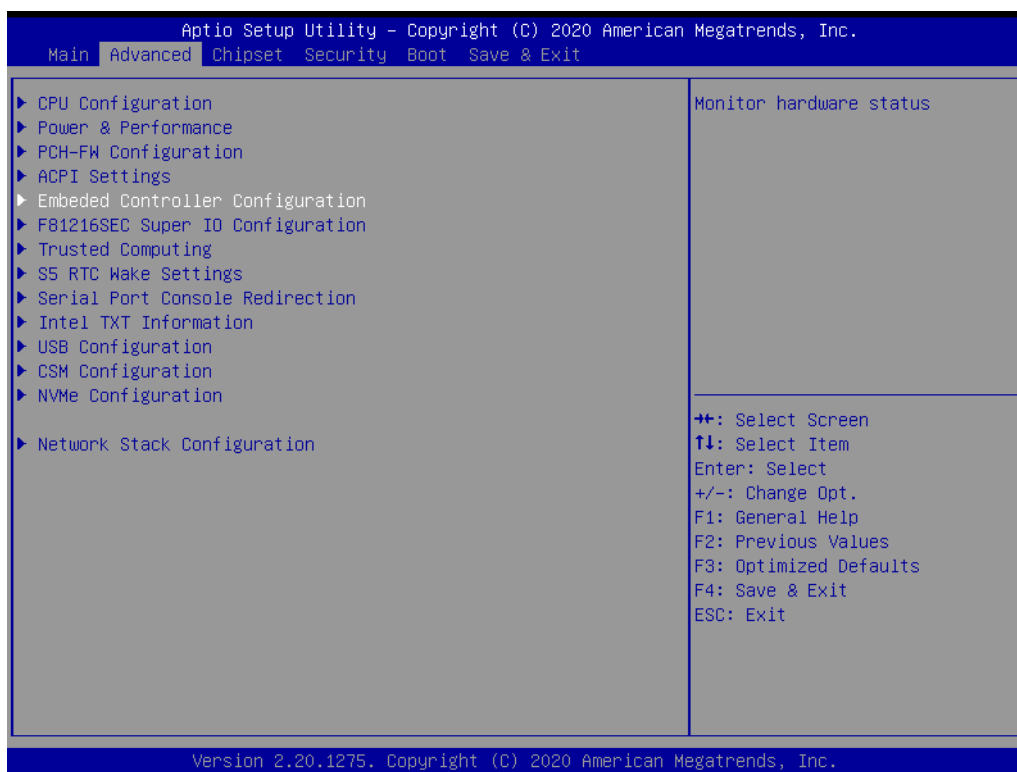 Aptio Setup Utility – Copyright (C) 2020 American Megatrends, Inc.
Main Advanced Chipset Security Boot Save & Exit
▶ CPU Configuration
▶ Power & Performance
▶ PCH-FW Configuration
▶ ACPI Settings
▶ Embeded Controller Configuration
▶ F81216SEC Super IO Configuration
▶ Trusted Computing
▶ S5 RTC Wake Settings
▶ Serial Port Console Redirection
▶ Intel TXT Information
▶ USB Configuration
▶ CSM Configuration
▶ NVMe Configuration
▶ Network Stack Configuration
Monitor hardware status
→←: Select Screen
↑↓: Select Item
Enter: Select
+/-: Change Opt.
F1: General Help
F2: Previous Values
F3: Optimized Defaults
F4: Save & Exit
ESC: Exit
Version 2.20.1275. Copyright (C) 2020 American Megatrends, Inc.